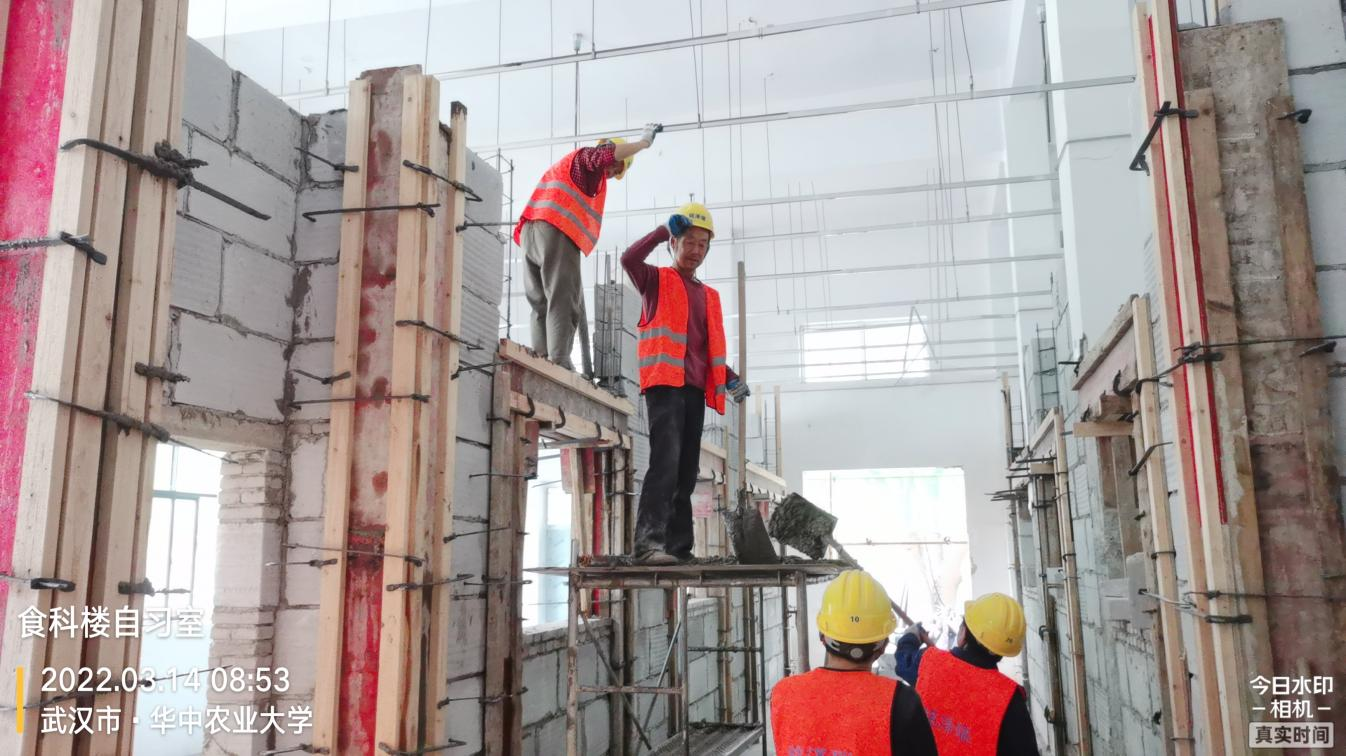 食科楼自习室
2022.03.14 08:53
武汉市·华中农业大学
今日水印
相机
真实时间
10